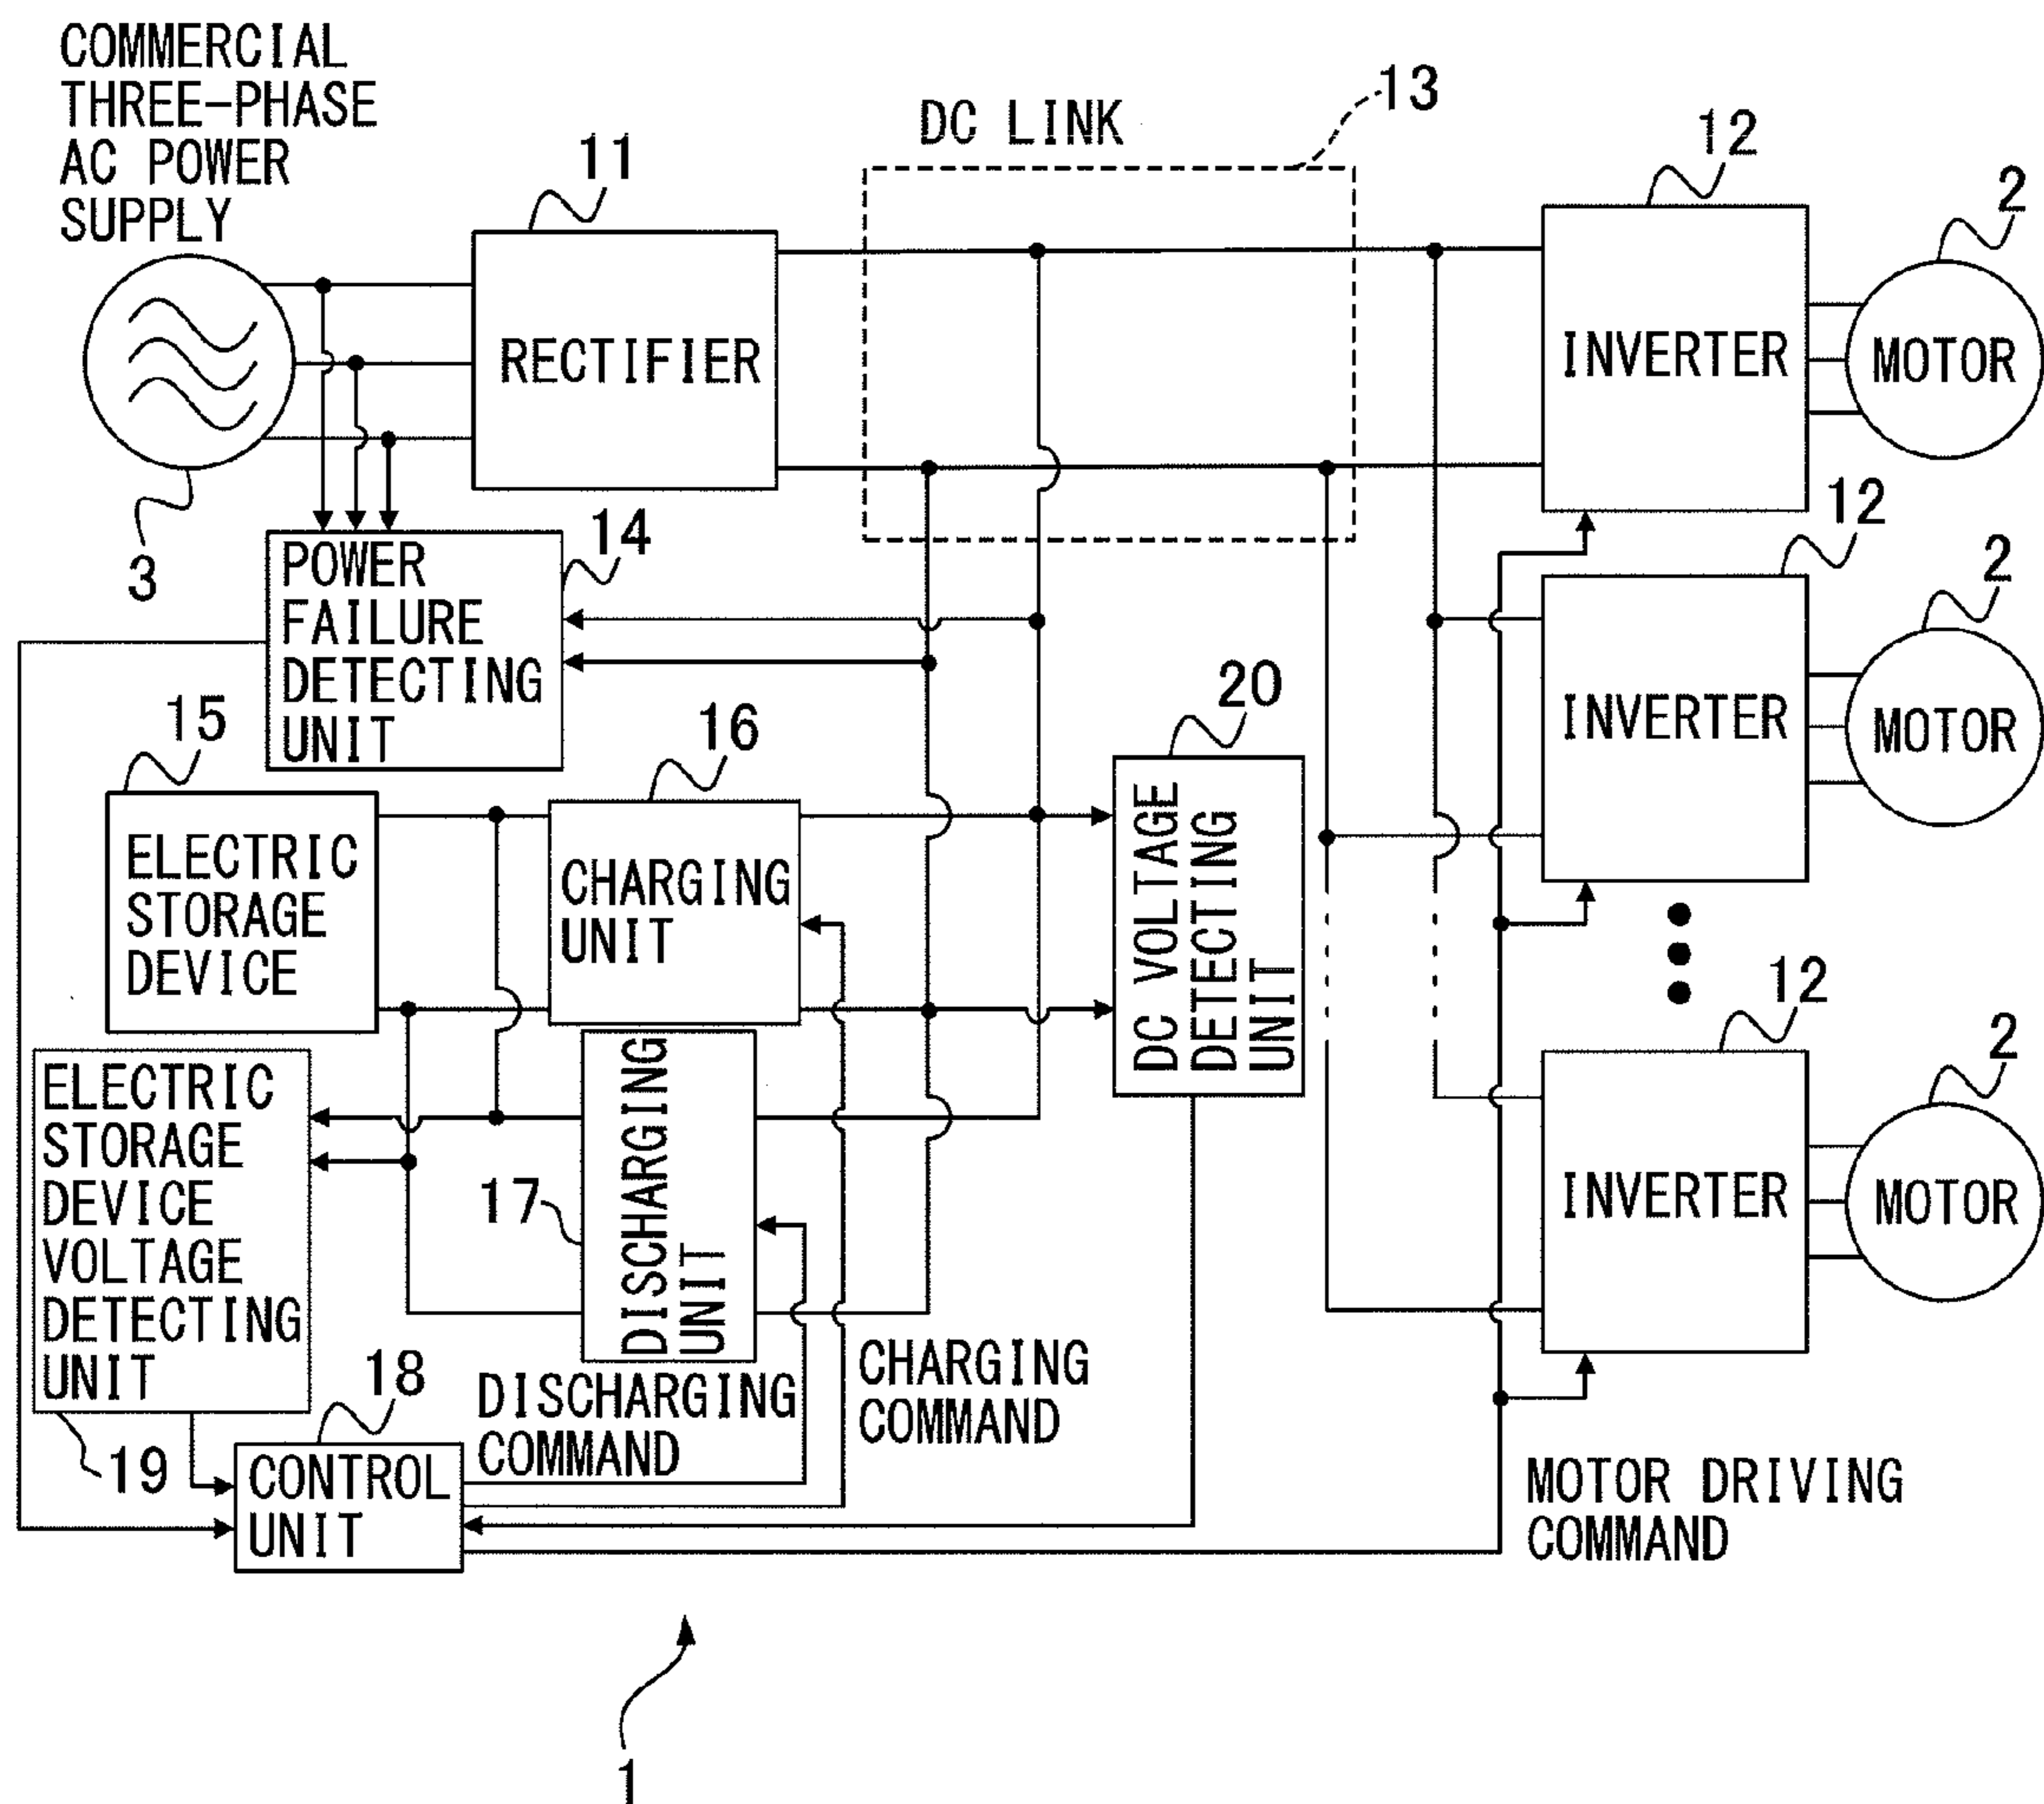 COMMERCIAL
THREE-PHASE
AC POWER
SUPPLY
11
DC LINK
13
12
2
RECTIFIER
INVERTER
MOTOR
3
14
POWER
FAILURE
DETECTING
UNIT
12
2
INVERTER
MOTOR
15
16
20
ELECTRIC
STORAGE
DEVICE
CHARGING
UNIT
DC VOLTAGE
DETECTING
UNIT
12
2
INVERTER
MOTOR
ELECTRIC
STORAGE
DEVICE
VOLTAGE
DETECTING
UNIT
17
DISCHARGING
UNIT
18
19
CONTROL
UNIT
DISCHARGING
COMMAND
CHARGING
COMMAND
MOTOR DRIVING
COMMAND
1